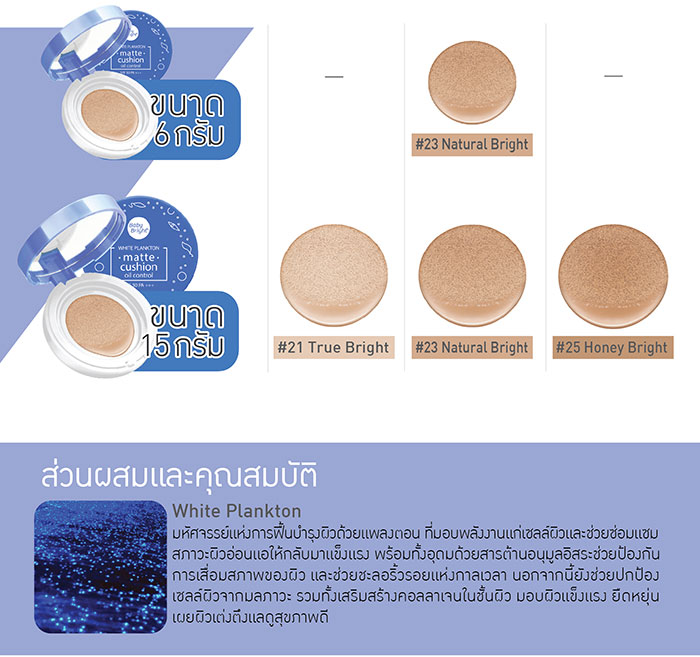 WHITE PLANKTON
matte
cushion
oil control
ขนาด
6 กรัม
—
#23 Natural Bright
—
Baby
Bright
WHITE PLANKTON
matte
cushion
oil control
ขนาด
15 กรัม
#21 True Bright
#23 Natural Bright
#25 Honey Bright
ส่วนผสมและคุณสมบัติ
White Plankton
มหัศจรรย์แห่งการฟื้นบำรุงผิวด้วยแพลงตอน ที่มอบพลังงานแก่เซลล์ผิวและช่วยซ่อมแซม
สภาวะผิวอ่อนแอให้กลับมาแข็งแรง พร้อมทั้งอุดมด้วยสารต้านอนุมูลอิสระช่วยป้องกัน
การเสื่อมสภาพของผิว และช่วยชะลอริ้วรอยแห่งกาลเวลา นอกจากนี้ยังช่วยปกป้อง
เซลล์ผิวจากมลภาวะ รวมทั้งเสริมสร้างคอลลาเจนในชั้นผิว มอบผิวแข็งแรง ยืดหยุ่น
เผยผิวเต่งตึงแลดูสุขภาพดี